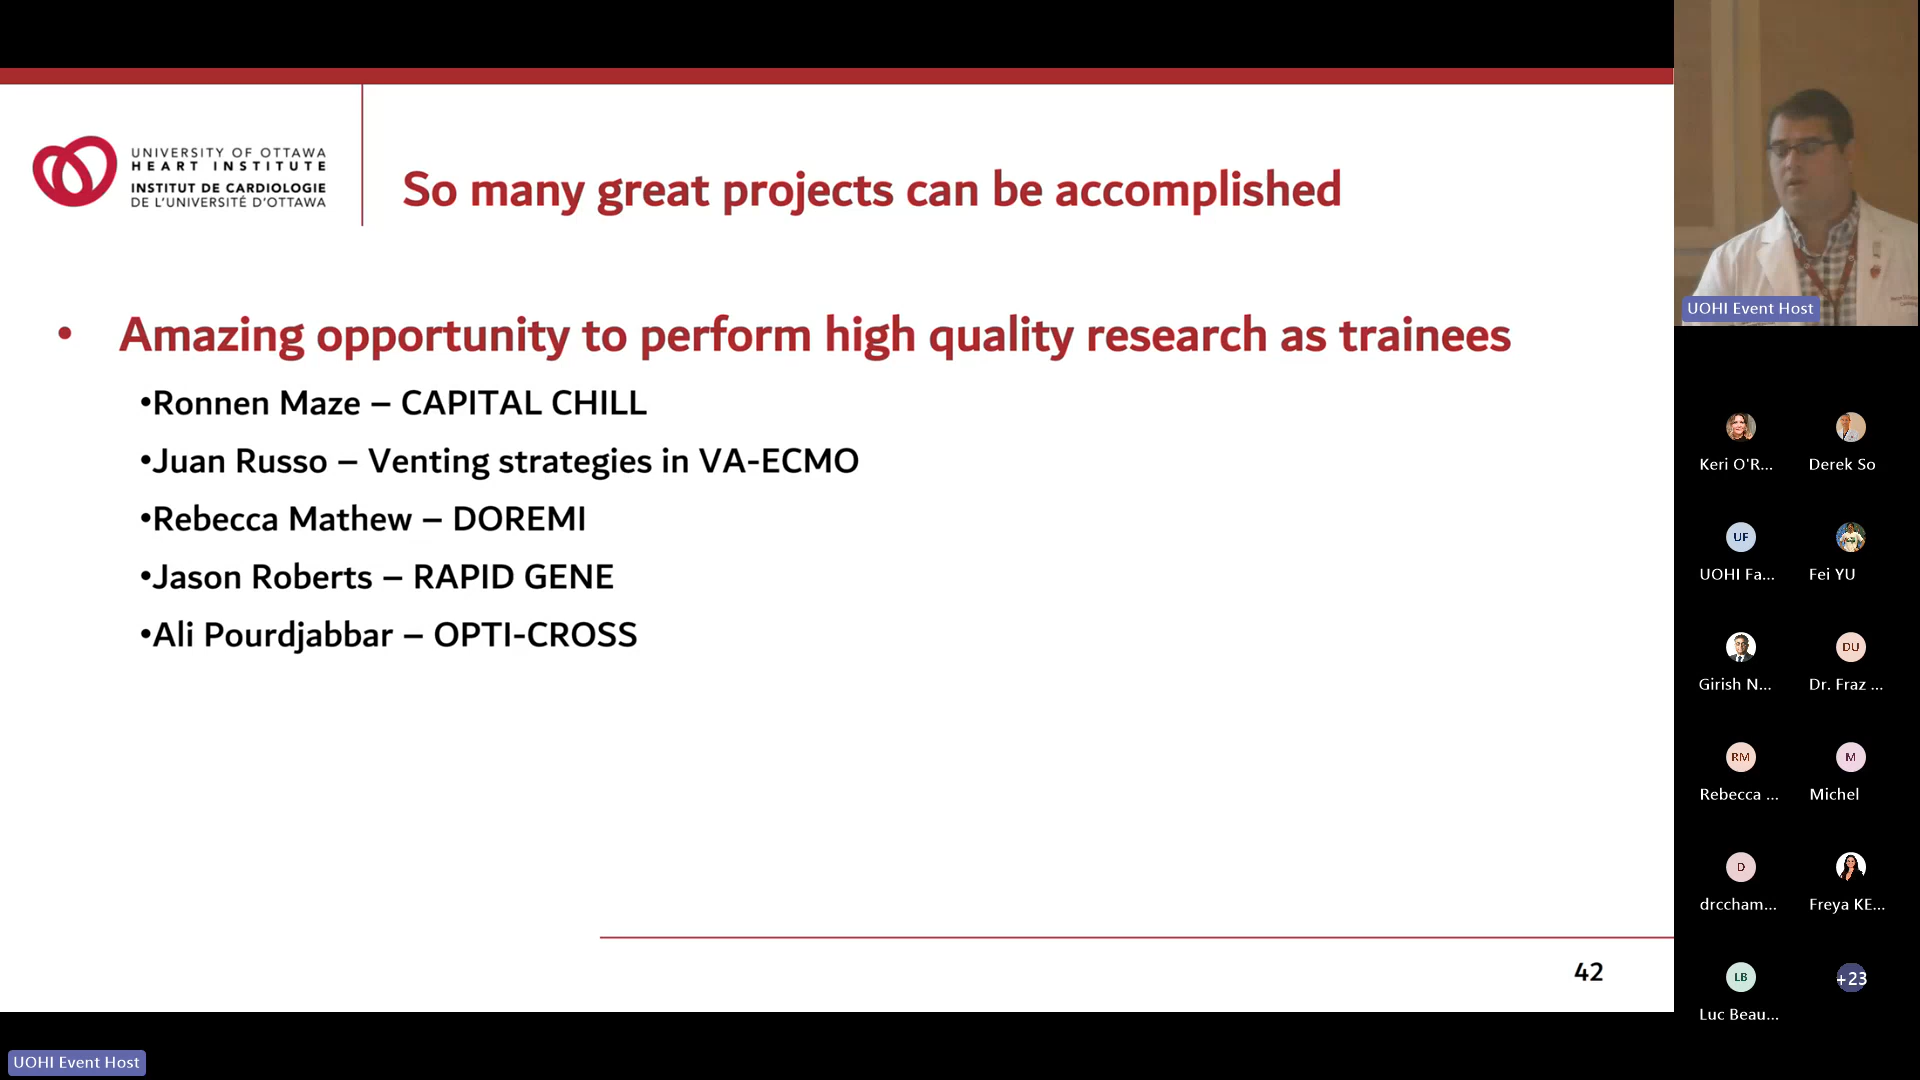 UNIVERSITY OF OTTAWA
HEART INSTITUTE
INSTITUT DE CARDIOLOGIE
DE L'UNIVERSITÉ D'OTTAWA
So many great projects can be accomplished
• Amazing opportunity to perform high quality research as trainees
•Ronnen Maze – CAPITAL CHILL
•Juan Russo – Venting strategies in VA-ECMO
•Rebecca Mathew – DOREMI
•Jason Roberts – RAPID GENE
•Ali Pourdjabbar – OPTI-CROSS
42
UOHI Event Host
UOHI Event Host
Keri O'R...
Derek So
UF
UOHI Fa...
Fei YU
Girish N...
DU
Dr. Fraz ...
RM
Rebecca ...
M
Michel
D
drccham...
Freya KE...
LB
Luc Beau...
+23